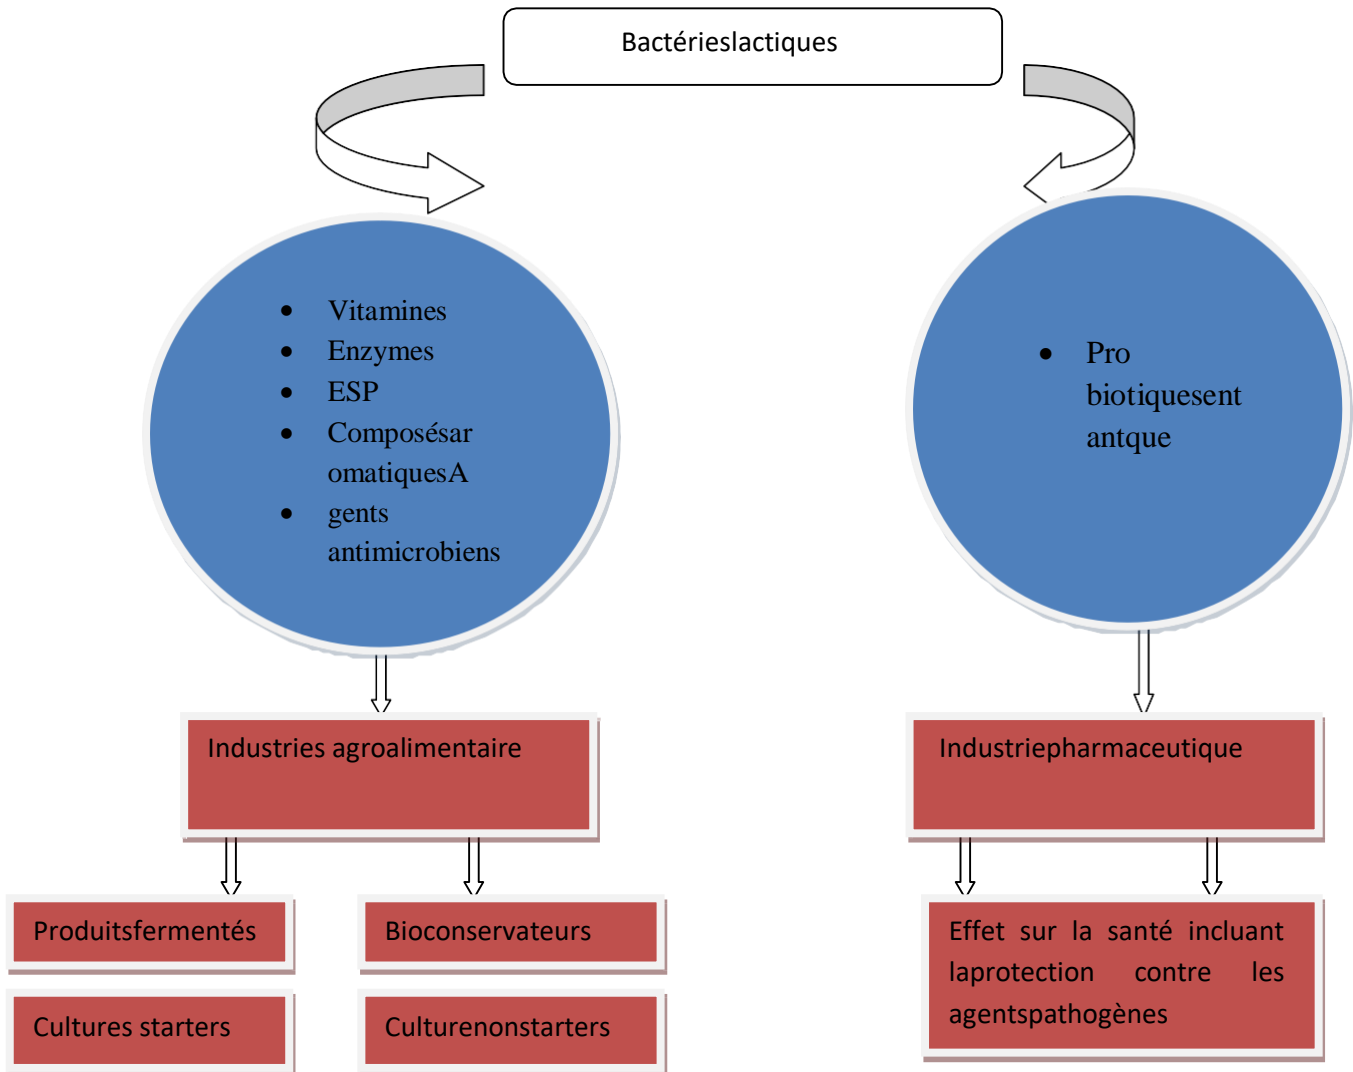 Bactérieslactiques
• Vitamines
• Enzymes
• ESP
• Composésar
omatiquesA
• gents
antimicrobiens
• Pro
biotiquesent
antque
Industries agroalimentaire
Industriepharmaceutique
Produitsfermentés
Bioconservateurs
Cultures starters
Culturenonstarters
Effet sur la santé incluant
laprotection contre les
agentspathogènes